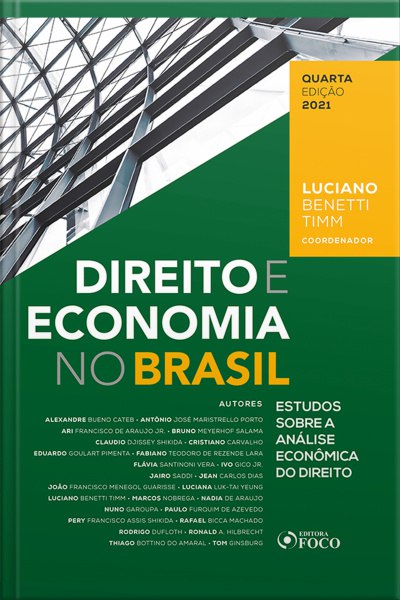 QUARTA
EDIÇÃO
2021
LUCIANO
BENETTI
TIMM
COORDENADOR
DIREITO E
ECONOMIA
NO BRASIL
AUTORES
ALEXANDRE BUENO CATEB • ANTÔNIO JOSÉ MARISTRELLO PORTO
ARI FRANCISCO DE ARAUJO JR. • BRUNO MEYERHOF SALAMA
CLAUDIO DJISSEY SHIKIDA • CRISTIANO CARVALHO
EDUARDO GOULART PIMENTA • FABIANO TEODORO DE REZENDE LARA
FLÁVIA SANTINONI VERA • IVO GICO JR.
JAIRO SADDI • JEAN CARLOS DIAS
JOÃO FRANCISCO MENEGOL GUARISSE • LUCIANA LUK-TAI YEUNG
LUCIANO BENETTI TIMM • MARCOS NOBREGA • NADIA DE ARAUJO
NUNO GAROUPA • PAULO FURQUIM DE AZEVEDO
PERY FRANCISCO ASSIS SHIKIDA • RAFAEL BICCA MACHADO
RODRIGO DUFLOTH • RONALD A. HILBRECHT
THIAGO BOTTINO DO AMARAL • TOM GINSBURG
ESTUDOS
SOBRE A
ANÁLISE
ECONÔMICA
DO DIREITO
EDITORA
FOCO